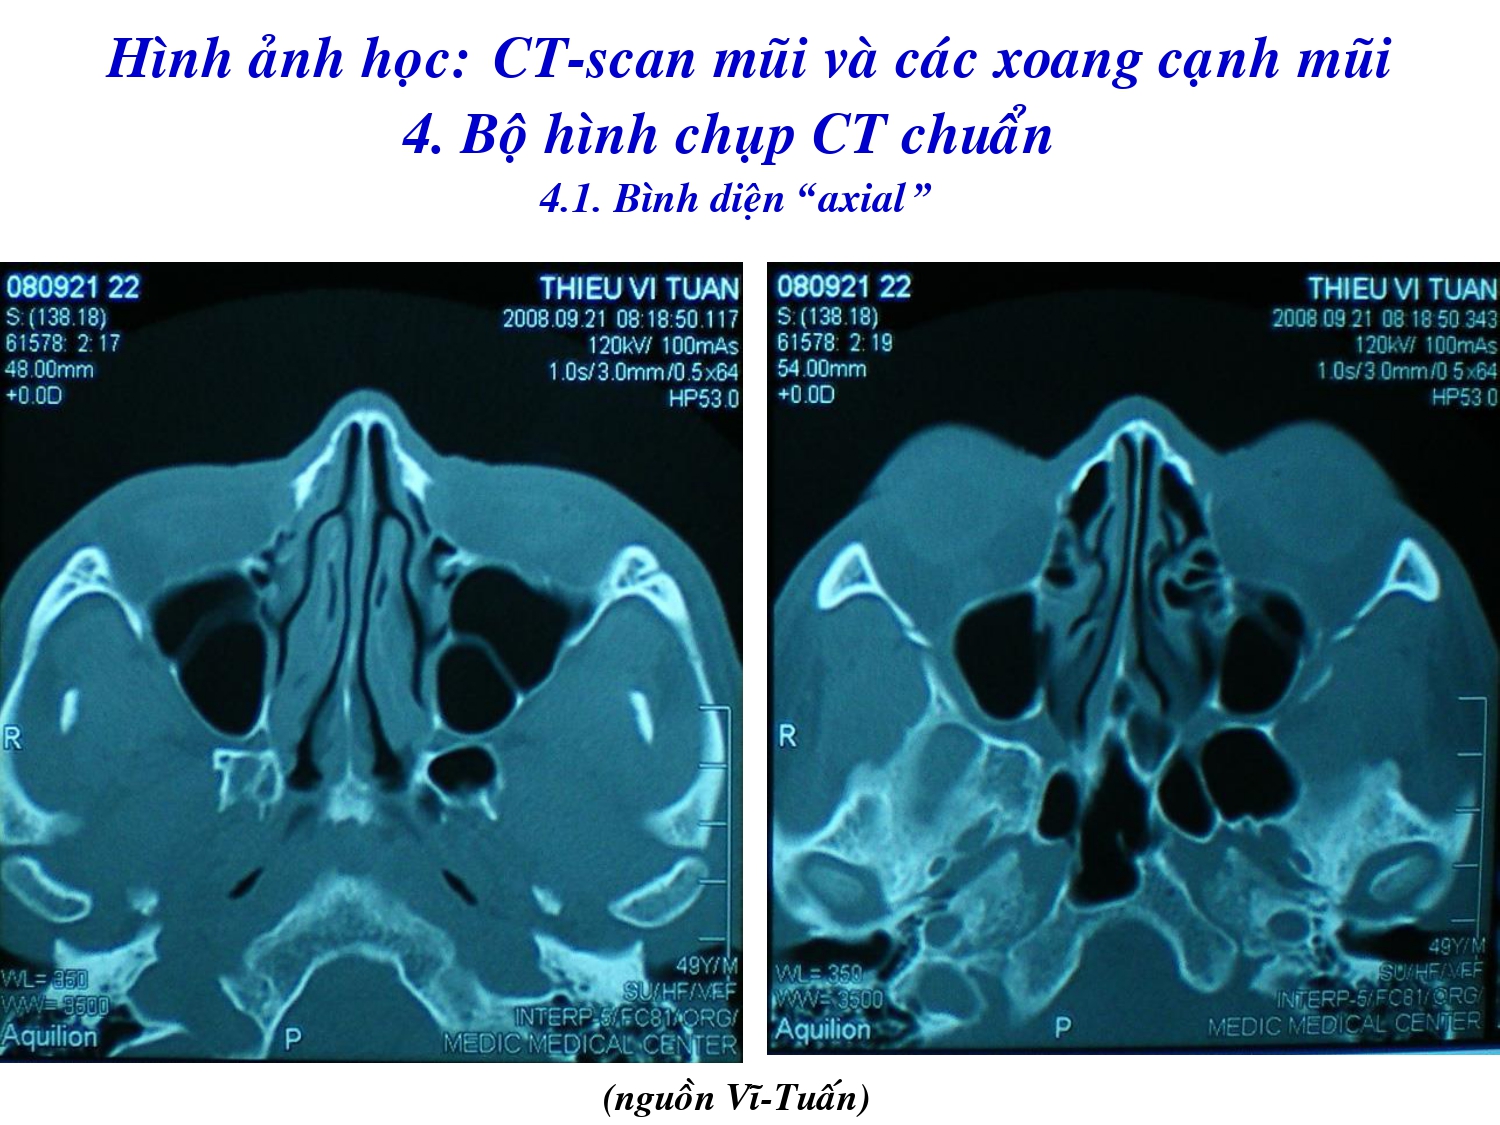 Hình ảnh học: CT-scan mũi và các xoang cạnh mũi
4. Bộ hình chụp CT chuẩn
4.1. Bình diện “axial”
080921 22
S: (138.18)
61578: 2: 17
48.00mm
+0.0D
THIEU VI TUAN
2008.09.21 08:18:50.117
120kV/ 100mAs
1.0s/3.0mm/0.5x64
HP53.0
R
WL= 350
WW= 3500
Aquilion
P
49Y/M
SU/HF/VFF
INTERP-5/FC81/ORG/
MEDIC MEDICAL CENTER
080921 22
S: (138.18)
61578: 2: 19
54.00mm
+0.0D
THIEU VI TUAN
2008.09.21 08:18:50.343
120kV/ 100mAs
1.0s/3.0mm/0.5x64
HP53.0
R
WL= 350
WW= 3500
Aquilion
P
49Y/M
SU/HF/VFF
INTERP-5/FC81/ORG/
MEDIC MEDICAL CENTER
(nguồn Vĩ-Tuấn)